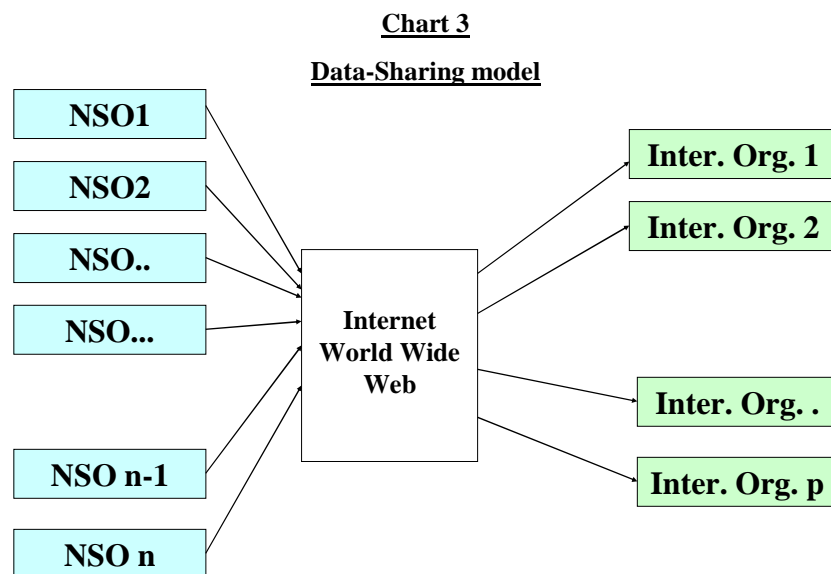 Chart 3
Data-Sharing model
NSO1
NSO2
NSO..
NSO...
NSO n-1
NSO n
Internet
World Wide
Web
Inter. Org. 1
Inter. Org. 2
Inter. Org. .
Inter. Org. p